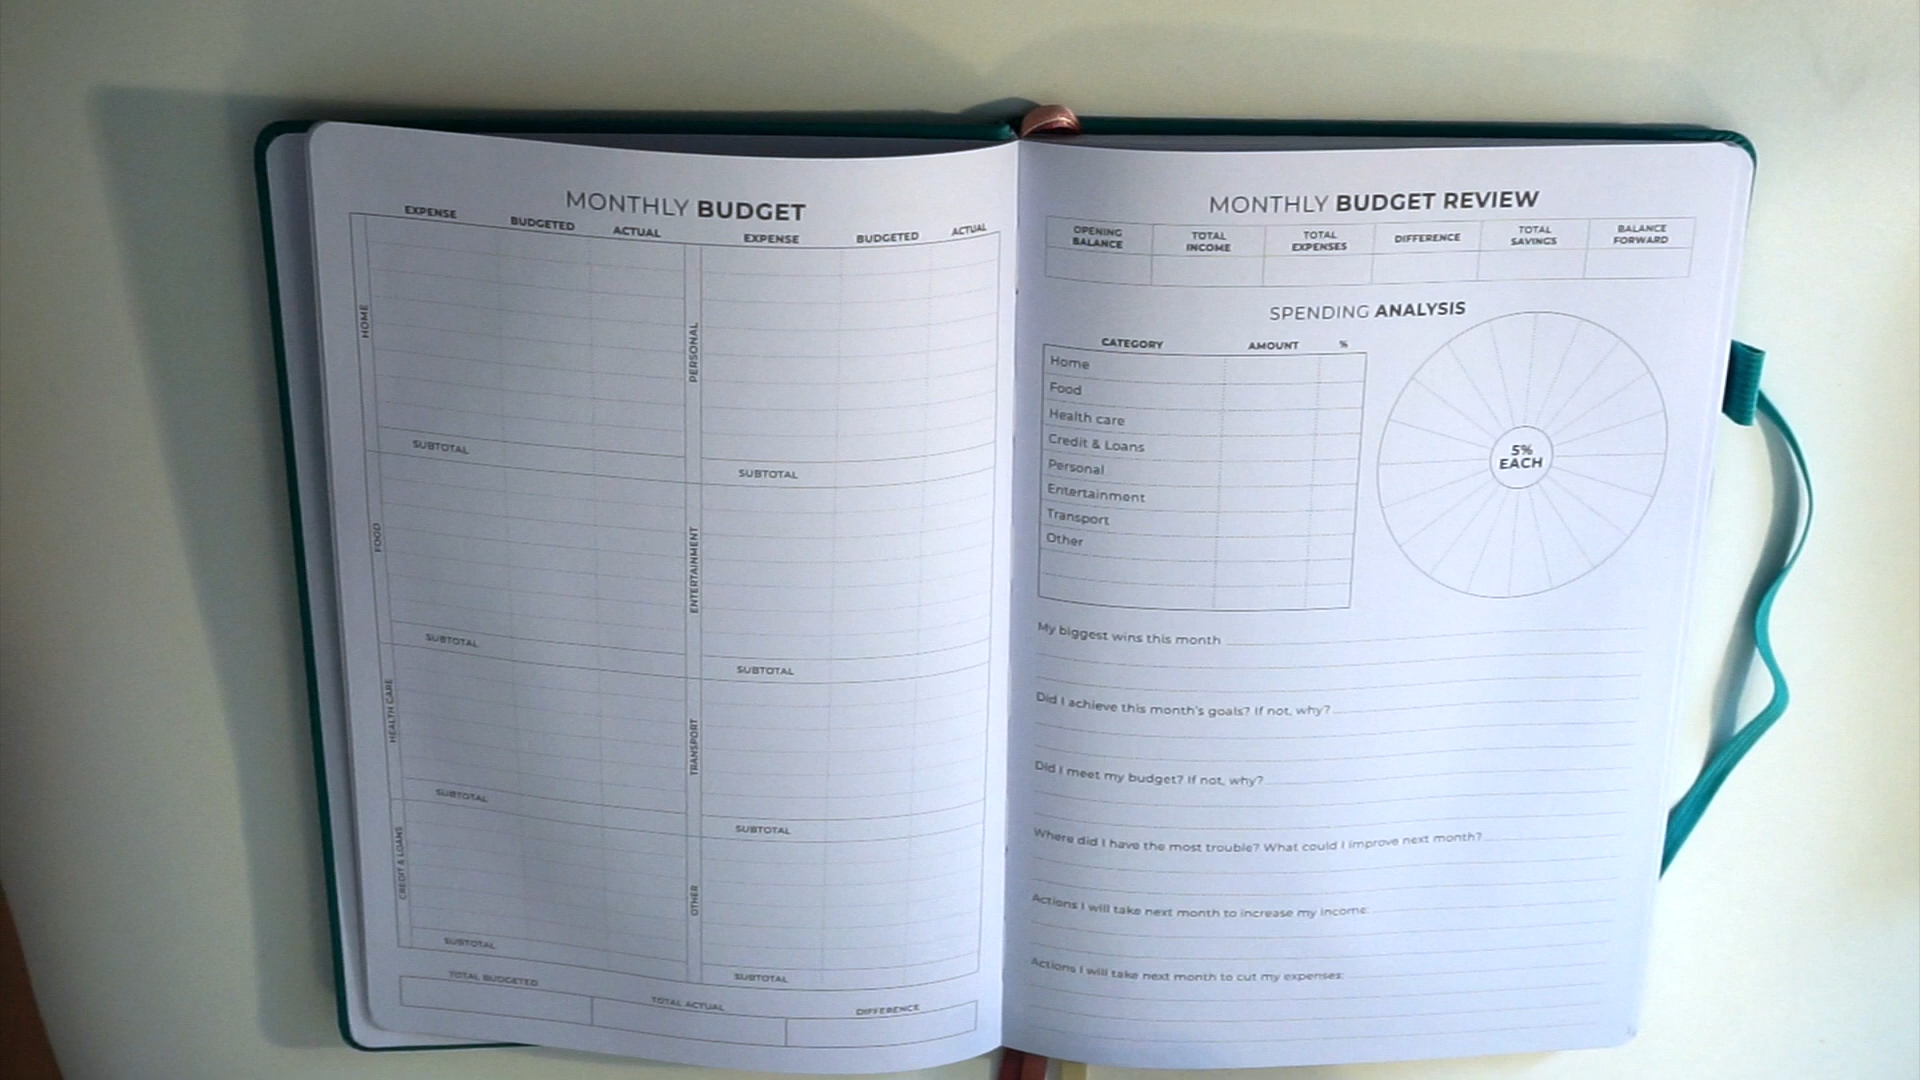 MONTHLY BUDGET
EXPENSE BUDGETED ACTUAL EXPENSE BUDGETED ACTUAL
HOME
SUBTOTAL
FOOD
SUBTOTAL
HEALTH CARE
SUBTOTAL
CREDIT & LOANS
SUBTOTAL
PERSONAL
SUBTOTAL
ENTERTAINMENT
SUBTOTAL
TRANSPORT
SUBTOTAL
OTHER
SUBTOTAL
TOTAL BUDGETED TOTAL ACTUAL DIFFERENCE
MONTHLY BUDGET REVIEW
OPENING BALANCE TOTAL INCOME TOTAL EXPENSES DIFFERENCE TOTAL SAVINGS BALANCE FORWARD
SPENDING ANALYSIS
CATEGORY AMOUNT %
Home
Food
Health care
Credit & Loans
Personal
Entertainment
Transport
Other
5%
EACH
My biggest wins this month
Did I achieve this month's goals? If not, why?
Did I meet my budget? If not, why?
Where did I have the most trouble? What could I improve next month?
Actions I will take next month to increase my income:
Actions I will take next month to cut my expenses: